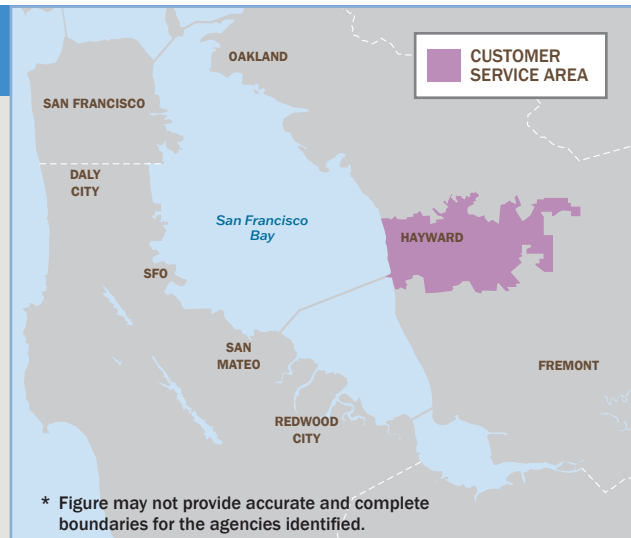 OAKLAND
CUSTOMER
SERVICE AREA
SAN FRANCISCO
DALY
CITY
San Francisco
Bay
HAYWARD
SFO
SAN
MATEO
FREMONT
REDWOOD
CITY
* Figure may not provide accurate and complete
boundaries for the agencies identified.